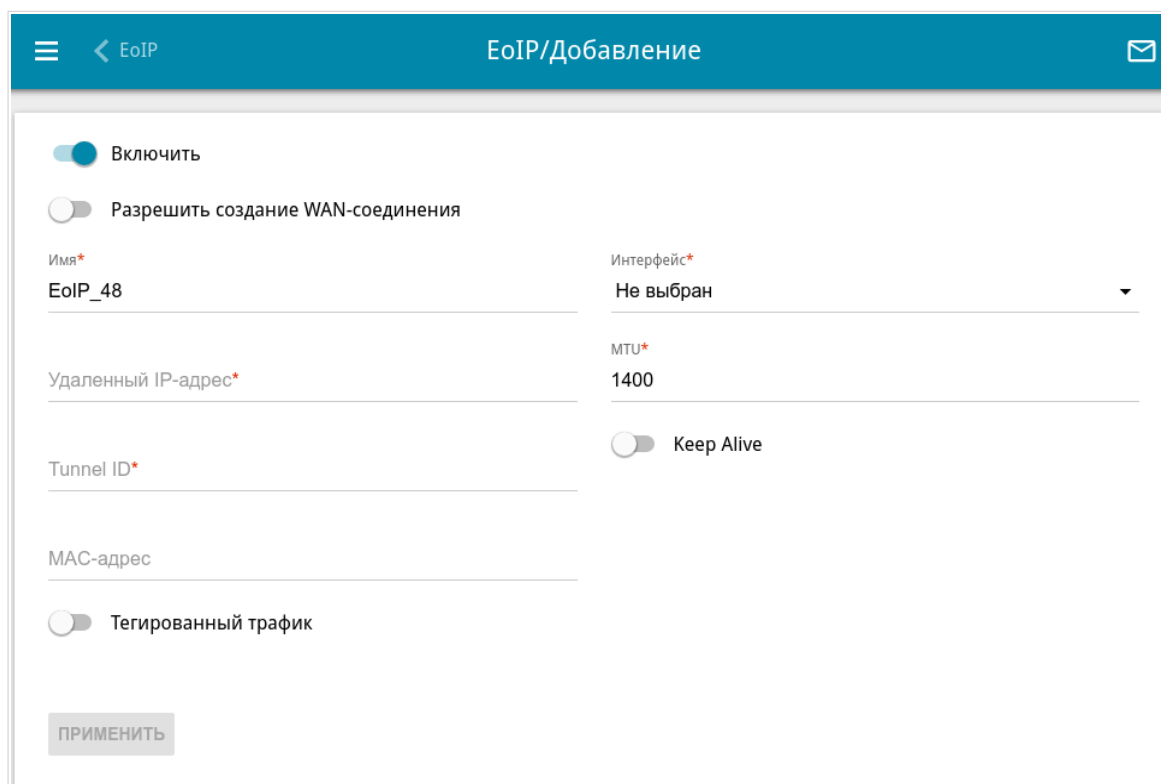 EoIP
EoIP/Добавление
Включить
Разрешить создание WAN-соединения
Имя*
EoIP_48
Интерфейс*
Не выбран
Удаленный IP-адрес*
MTU*
1400
Keep Alive
Tunnel ID*
MAC-адрес
Тегированный трафик
ПРИМЕНИТЬ